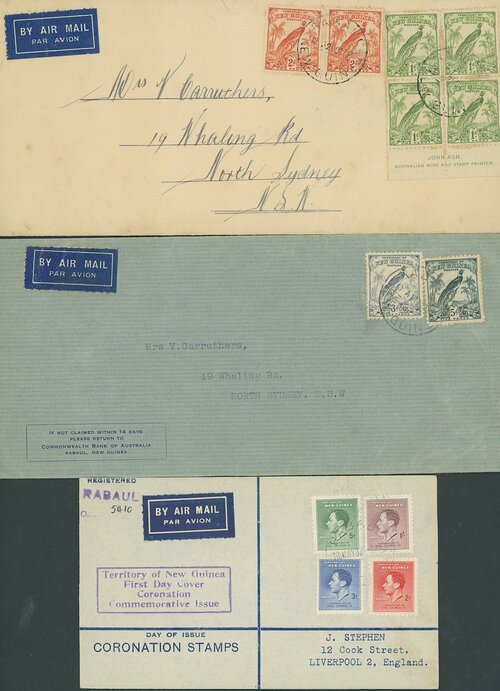 BY AIR MAIL
PAR AVION
Mrs V Carruthers,
19 Whaling Rd
North Sydney
N.S.W.
JOHN ASH.
AUSTRALIAN NOTE AND STAMP PRINTER.
BY AIR MAIL
PAR AVION
Mrs V.Carruthers,
19 Whaling Rd.
NORTH SYDNEY. N.S.W
IF NOT CLAIMED WITHIN 14 DAYS
PLEASE RETURN TO
COMMONWEALTH BANK OF AUSTRALIA
RABAUL, NEW GUINEA
REGISTERED
RABAUL
O. 5410
BY AIR MAIL
PAR AVION
Territory of New Guinea
First Day Cover
Coronation
Commemorative Issue
DAY OF ISSUE
CORONATION STAMPS
NEW GUINEA
J. STEPHEN
12 Cook Street,
LIVERPOOL 2, England.